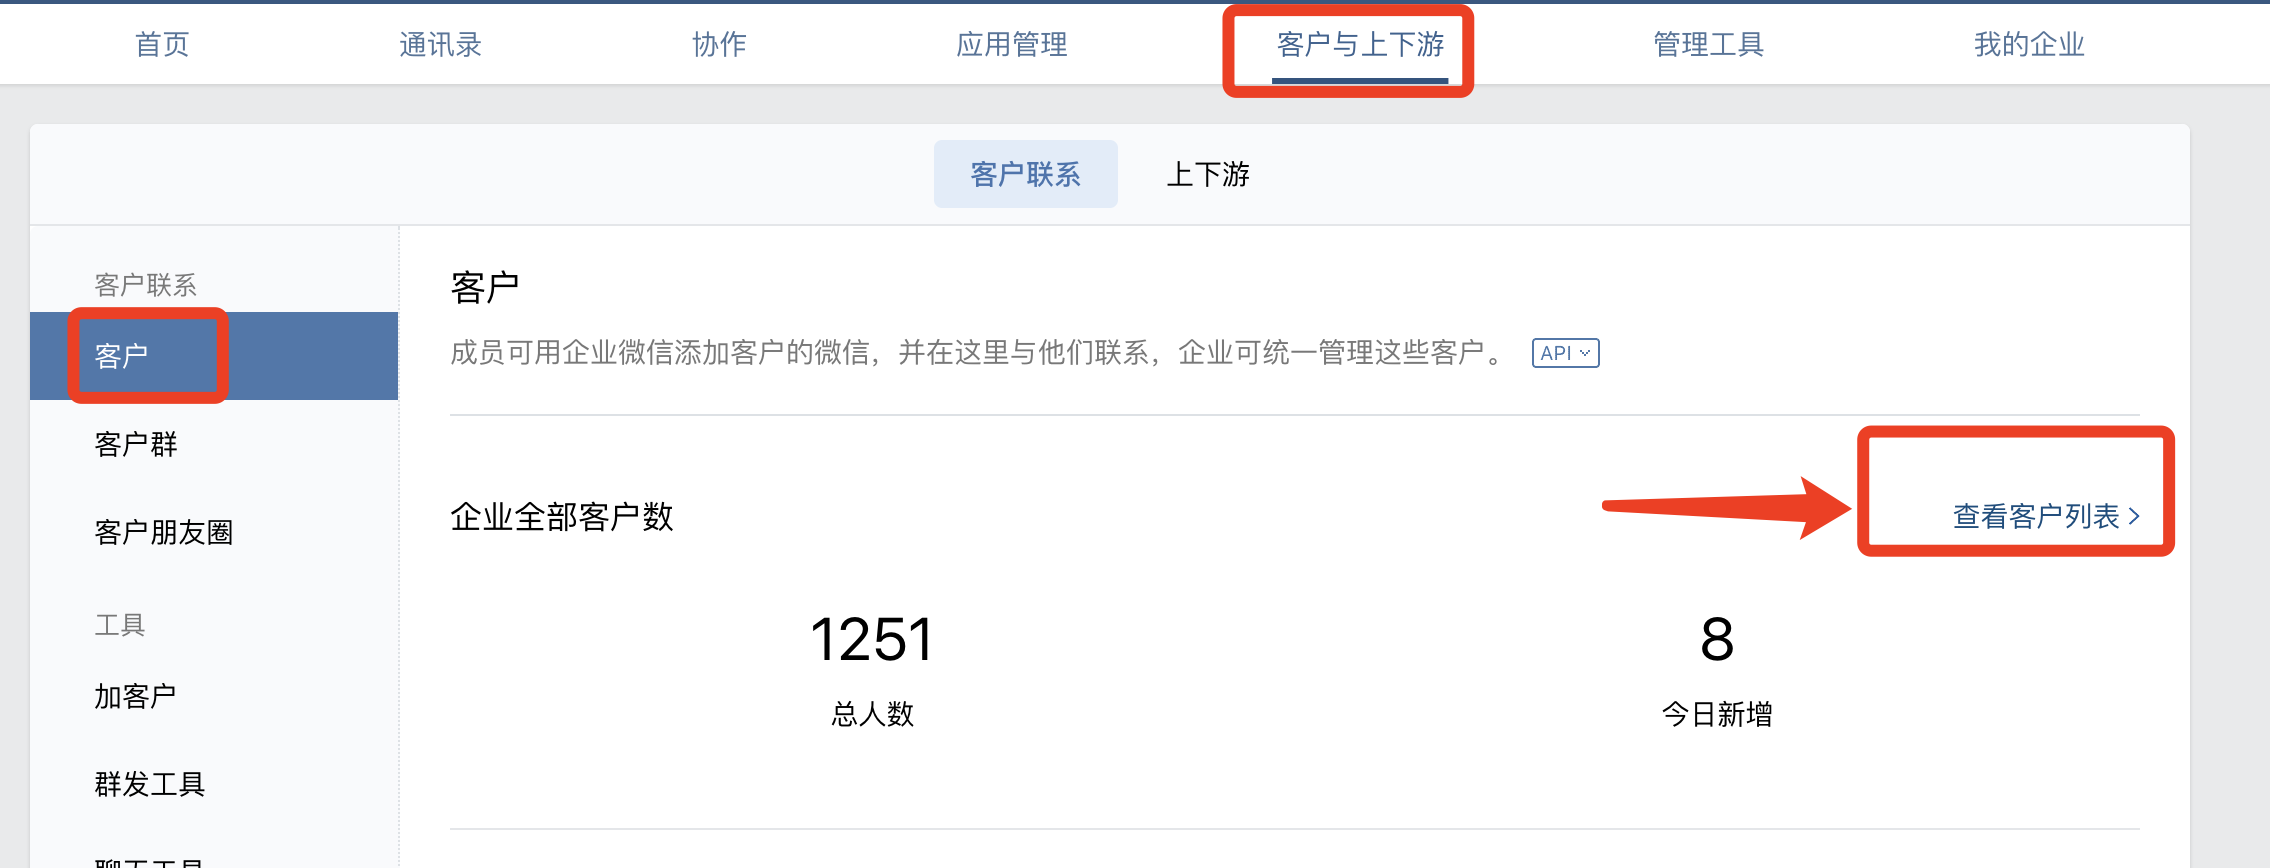 首页 通讯录 协作 应用管理 客户与上下游 管理工具 我的企业
客户联系 上下游
客户联系
客户
客户群
客户朋友圈
工具
加客户
群发工具
客户
成员可用企业微信添加客户的微信，并在这里与他们联系，企业可统一管理这些客户。 API
企业全部客户数 查看客户列表 >
1251 8
总人数 今日新增